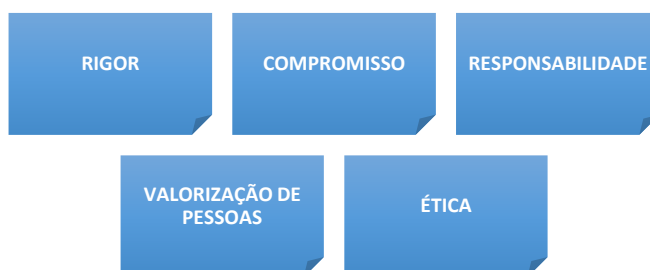 RIGOR
COMPROMISSO
RESPONSABILIDADE
VALORIZAÇÃO DE
PESSOAS
ÉTICA